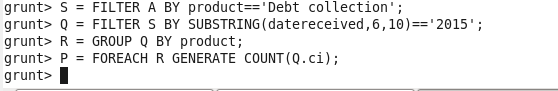 grunt> S = FILTER A BY product=='Debt collection';
grunt> Q = FILTER S BY SUBSTRING(datereceived,6,10)=='2015';
grunt> R = GROUP Q BY product;
grunt> P = FOREACH R GENERATE COUNT(Q.ci);
grunt>